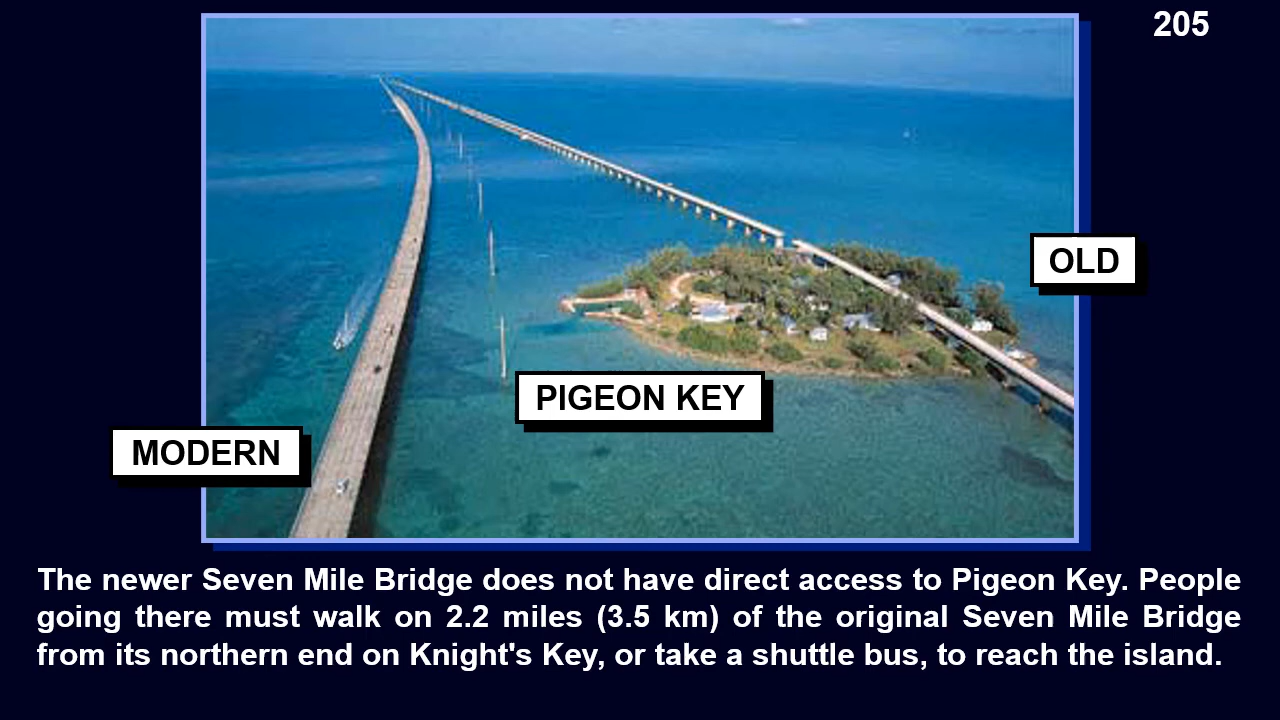 205
OLD
PIGEON KEY
MODERN
The newer Seven Mile Bridge does not have direct access to Pigeon Key. People
going there must walk on 2.2 miles (3.5 km) of the original Seven Mile Bridge
from its northern end on Knight's Key, or take a shuttle bus, to reach the island.